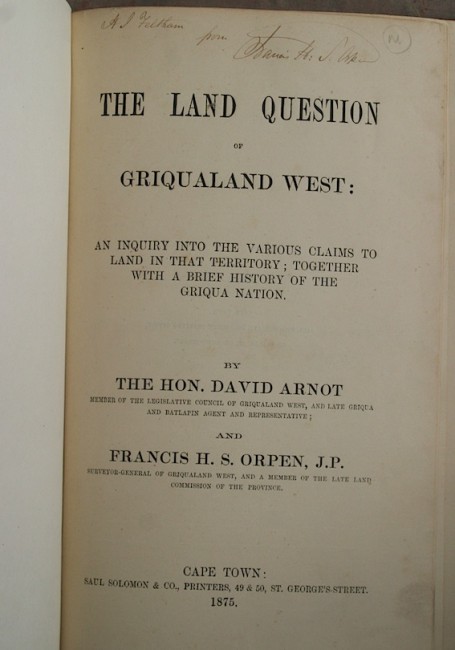 A J Feltham from Francis H. S. Orpen
THE LAND QUESTION
OF
GRIQUALAND WEST:
AN INQUIRY INTO THE VARIOUS CLAIMS TO
LAND IN THAT TERRITORY; TOGETHER
WITH A BRIEF HISTORY OF THE
GRIQUA NATION.
BY
THE HON. DAVID ARNOT
MEMBER OF THE LEGISLATIVE COUNCIL OF GRIQUALAND WEST, AND LATE GRIQUA
AND BATLAPIN AGENT AND REPRESENTATIVE;
AND
FRANCIS H. S. ORPEN, J.P.
SURVEYOR-GENERAL OF GRIQUALAND WEST, AND A MEMBER OF THE LATE LAND
COMMISSION OF THE PROVINCE.
CAPE TOWN:
SAUL SOLOMON & CO., PRINTERS, 49 & 50, ST. GEORGE'S-STREET.
1875.